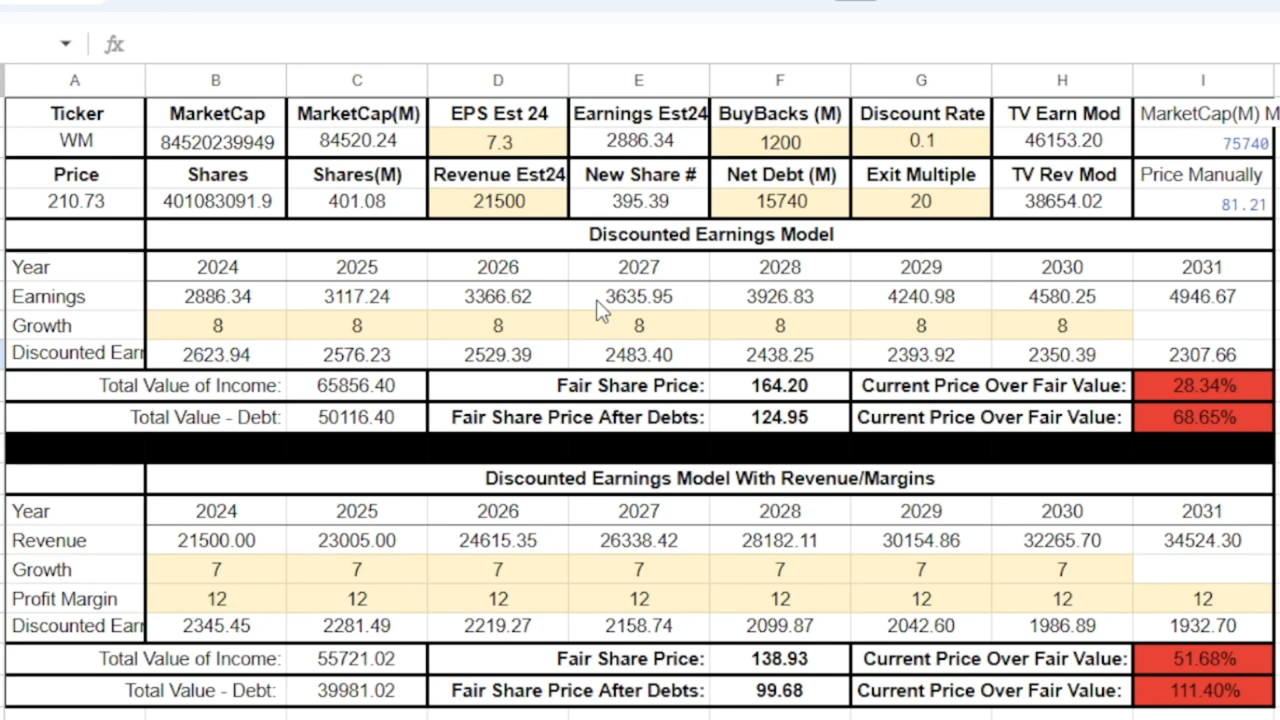 fx
A B C D E F G H I
Ticker MarketCap MarketCap(M) EPS Est 24 Earnings Est24 BuyBacks (M) Discount Rate TV Earn Mod MarketCap(M) M
WM 84520239949 84520.24 7.3 2886.34 1200 0.1 46153.20 75740
Price Shares Shares(M) Revenue Est24 New Share # Net Debt (M) Exit Multiple TV Rev Mod Price Manually
210.73 401083091.9 401.08 21500 395.39 15740 20 38654.02 81.21
Discounted Earnings Model
Year 2024 2025 2026 2027 2028 2029 2030 2031
Earnings 2886.34 3117.24 3366.62 3635.95 3926.83 4240.98 4580.25 4946.67
Growth 8 8 8 8 8 8 8
Discounted Earr 2623.94 2576.23 2529.39 2483.40 2438.25 2393.92 2350.39 2307.66
Total Value of Income: 65856.40 Fair Share Price: 164.20 Current Price Over Fair Value: 28.34%
Total Value - Debt: 50116.40 Fair Share Price After Debts: 124.95 Current Price Over Fair Value: 68.65%
Discounted Earnings Model With Revenue/Margins
Year 2024 2025 2026 2027 2028 2029 2030 2031
Revenue 21500.00 23005.00 24615.35 26338.42 28182.11 30154.86 32265.70 34524.30
Growth 7 7 7 7 7 7 7
Profit Margin 12 12 12 12 12 12 12 12
Discounted Earr 2345.45 2281.49 2219.27 2158.74 2099.87 2042.60 1986.89 1932.70
Total Value of Income: 55721.02 Fair Share Price: 138.93 Current Price Over Fair Value: 51.68%
Total Value - Debt: 39981.02 Fair Share Price After Debts: 99.68 Current Price Over Fair Value: 111.40%